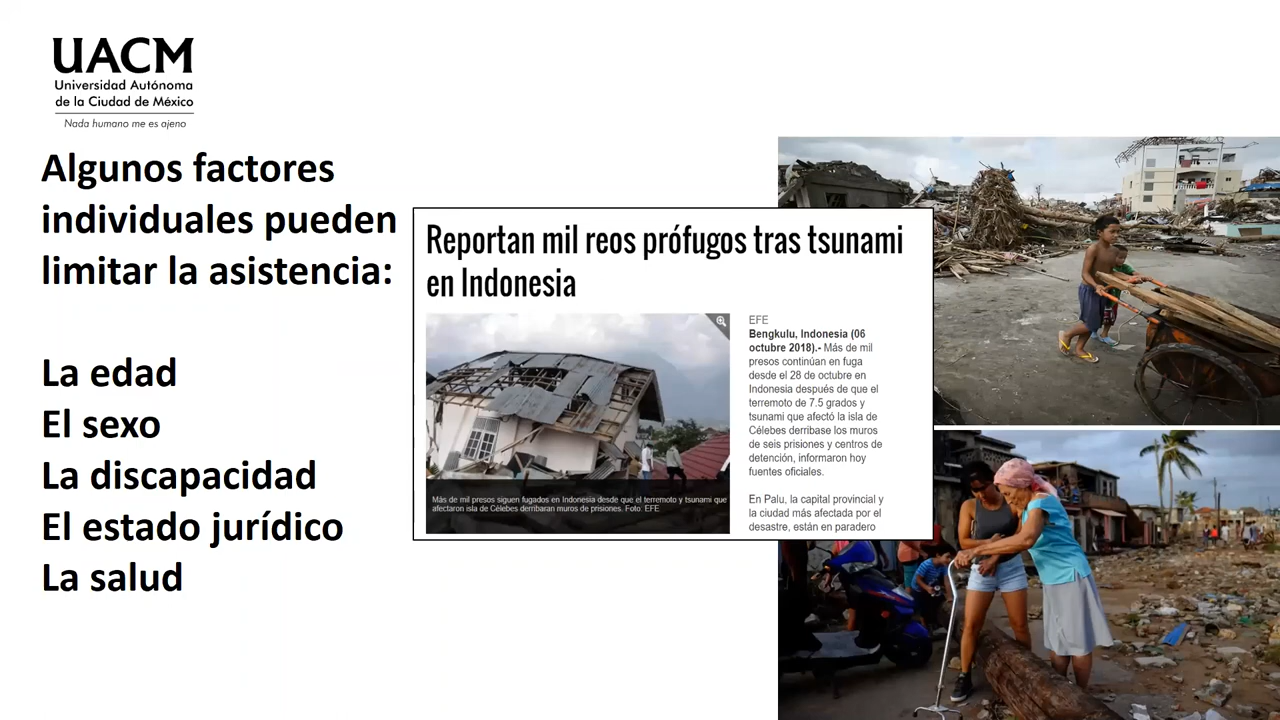 UACM
Universidad Autónoma
de la Ciudad de México
Nada humano me es ajeno
Algunos factores
individuales pueden
limitar la asistencia:
La edad
El sexo
La discapacidad
El estado jurídico
La salud
Reportan mil reos prófugos tras tsunami
en Indonesia
EFE
Bengkulu, Indonesia (06
octubre 2018).- Más de mil
presos continúan en fuga
desde el 28 de octubre en
Indonesia después de que el
terremoto de 7.5 grados y
tsunami que afectó la isla de
Célebes derribase los muros
de seis prisiones y centros de
detención, informaron hoy
fuentes oficiales.
En Palu, la capital provincial y
la ciudad más afectada por el
desastre, están en paradero
Más de mil presos siguen fugados en Indonesia desde que el terremoto y tsunami que
afectaron isla de Célebes derribaran muros de prisiones. Foto: EFE